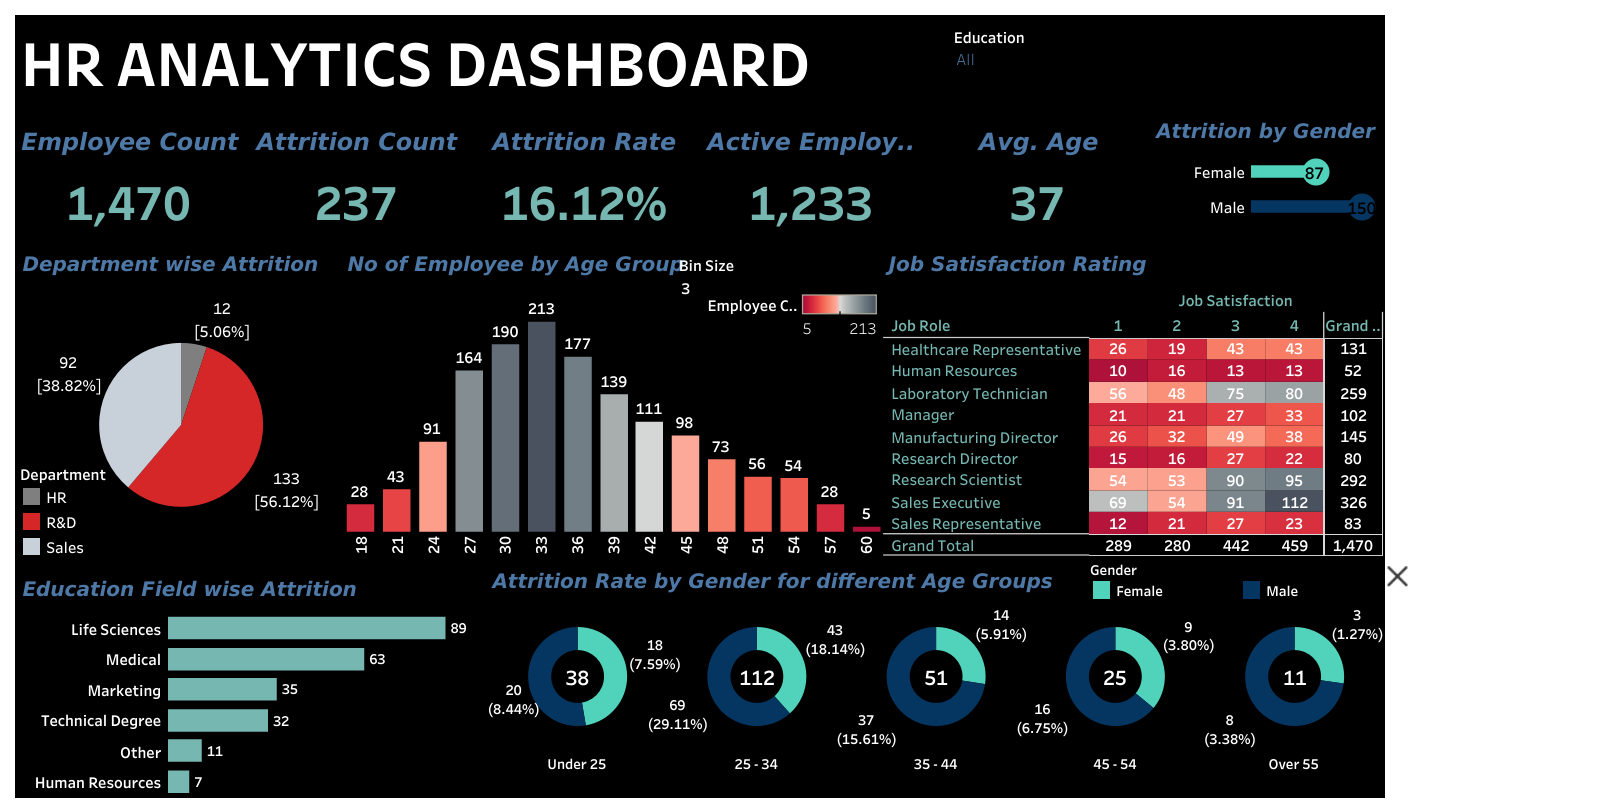 HR ANALYTICS DASHBOARD
Education
All
Employee Count
Attrition Count
Attrition Rate
Active Employ..
Avg. Age
1,470
237
16.12%
1,233
37
Attrition by Gender
Female 87
Male 150
Department wise Attrition
12
[5.06%]
92
[38.82%]
133
[56.12%]
Department
HR
R&D
Sales
No of Employee by Age Group
Bin Size
3
Employee C..
5 213
28 43 91 164 190 213 177 139 111 98 73 56 54 28 5
18 21 24 27 30 33 36 39 42 45 48 51 54 57 60
Job Satisfaction Rating
Job Satisfaction
Job Role 1 2 3 4 Grand ..
Healthcare Representative 26 19 43 43 131
Human Resources 10 16 13 13 52
Laboratory Technician 56 48 75 80 259
Manager 21 21 27 33 102
Manufacturing Director 26 32 49 38 145
Research Director 15 16 27 22 80
Research Scientist 54 53 90 95 292
Sales Executive 69 54 91 112 326
Sales Representative 12 21 27 23 83
Grand Total 289 280 442 459 1,470
Education Field wise Attrition
Life Sciences 89
Medical 63
Marketing 35
Technical Degree 32
Other 11
Human Resources 7
Attrition Rate by Gender for different Age Groups
Gender
Female
Male
38
18
(7.59%)
20
(8.44%)
Under 25
112
43
(18.14%)
69
(29.11%)
25 - 34
51
14
(5.91%)
37
(15.61%)
35 - 44
25
9
(3.80%)
16
(6.75%)
45 - 54
11
3
(1.27%)
8
(3.38%)
Over 55